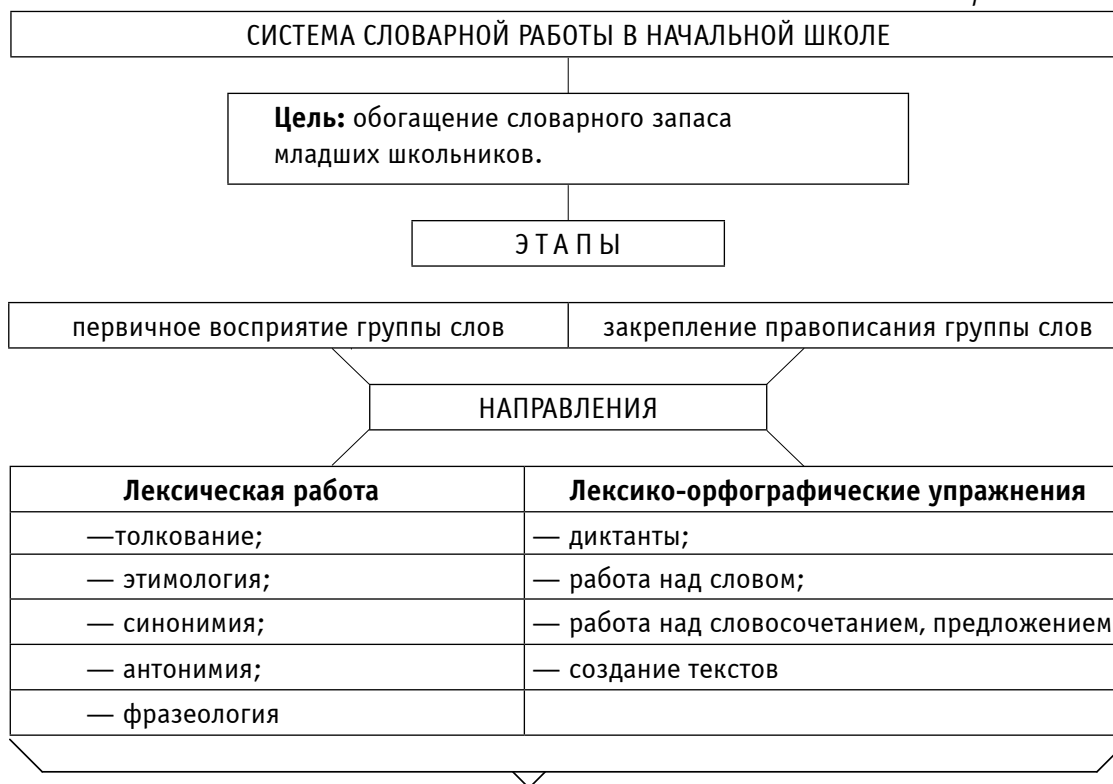 СИСТЕМА СЛОВАРНОЙ РАБОТЫ В НАЧАЛЬНОЙ ШКОЛЕ
Цель: обогащение словарного запаса
младших школьников.
ЭТАПЫ
первичное восприятие группы слов
закрепление правописания группы слов
НАПРАВЛЕНИЯ
Лексическая работа
Лексико-орфографические упражнения
—толкование;
— диктанты;
— этимология;
— работа над словом;
— синонимия;
— работа над словосочетанием, предложением
— антонимия;
— создание текстов
— фразеология